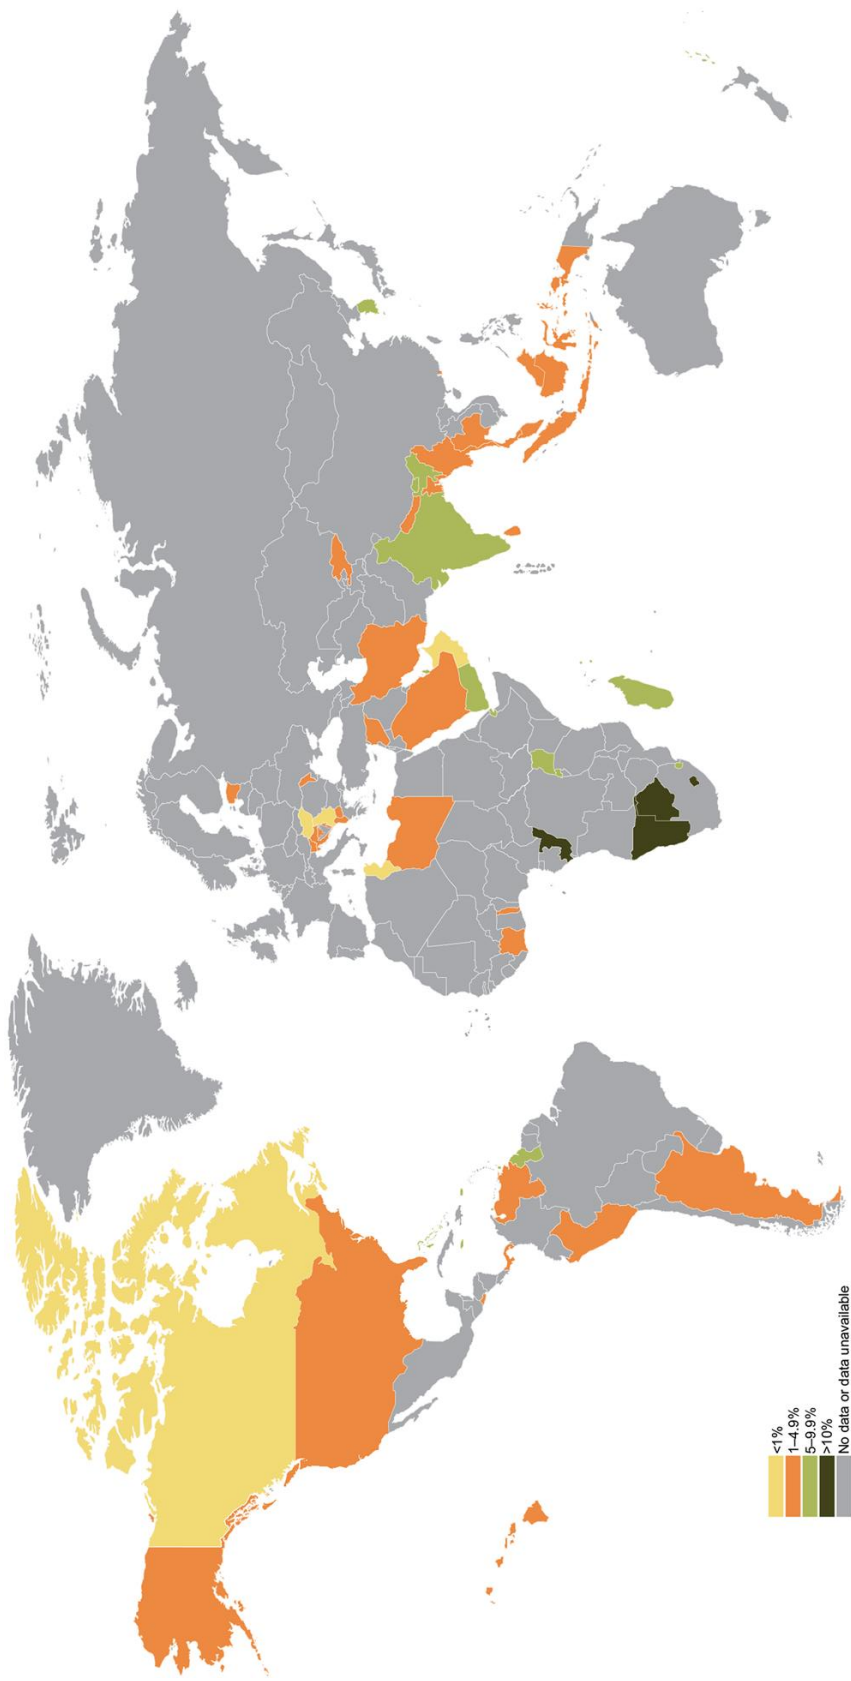 <1%
1–4.9%
5–9.9%
>10%
No data or data unavailable